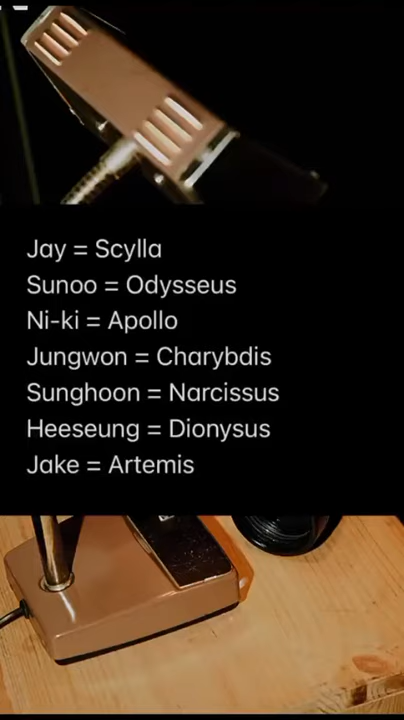 Jay = Scylla
Sunoo = Odysseus
Ni-ki = Apollo
Jungwon = Charybdis
Sunghoon = Narcissus
Heeseung = Dionysus
Jake = Artemis